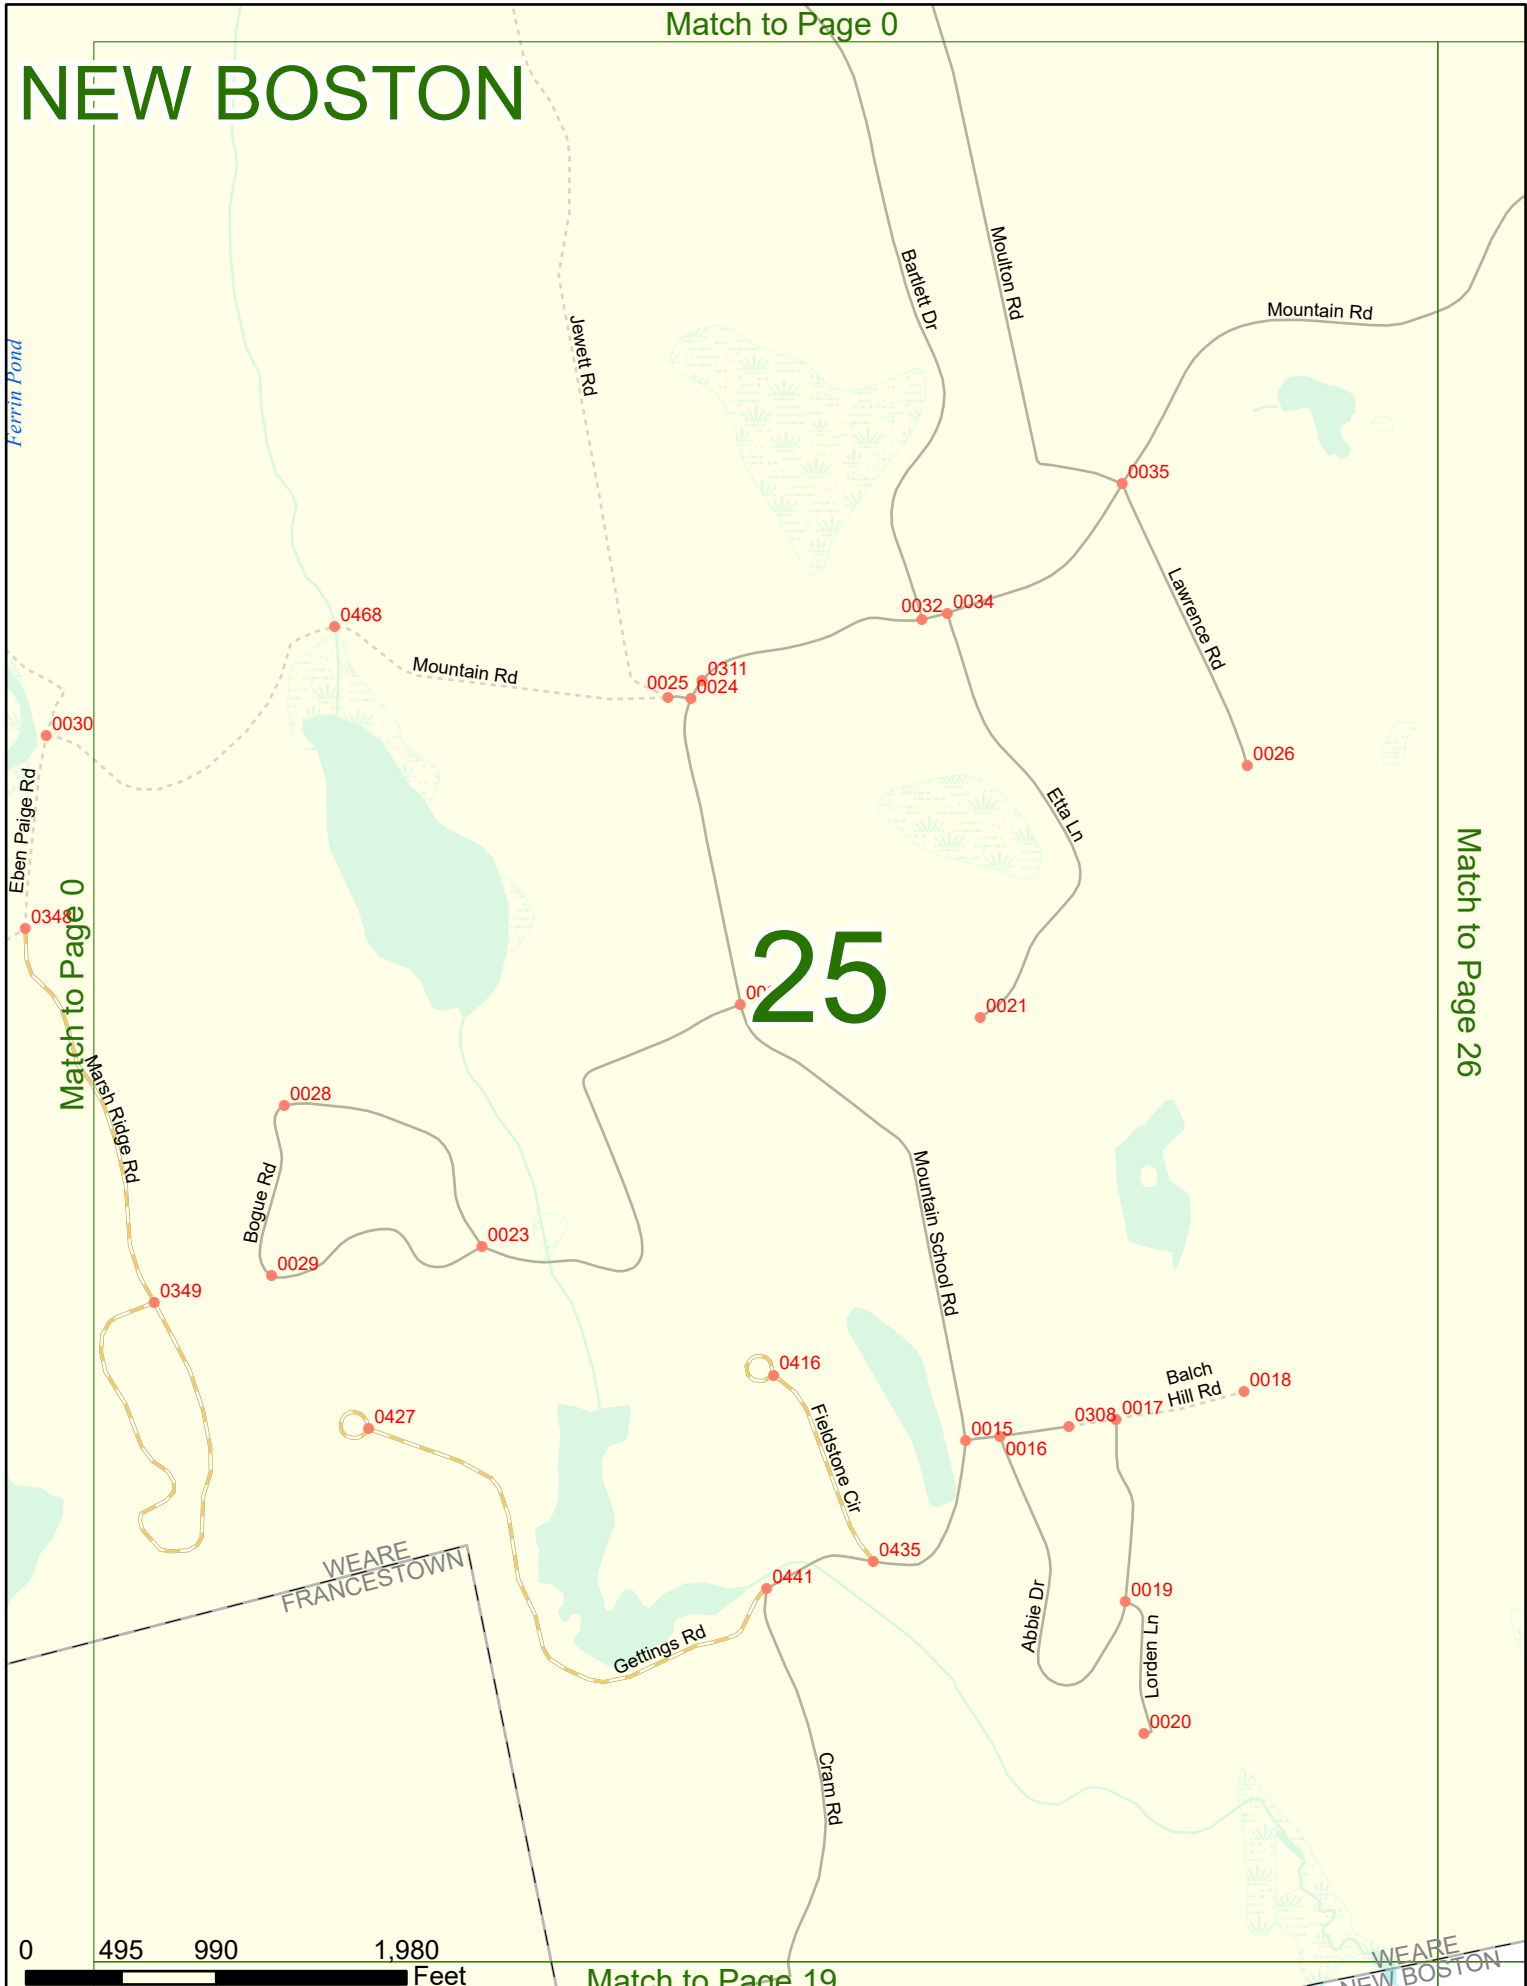 Match to Page 0
NEW BOSTON
Moulton Rd
Bartlett Dr
Mountain Rd
Jewett Rd
Ferrin Pond
0035
Lawrence Rd
0032
0034
0468
Mountain Rd
0311
0025
0024
0030
0026
Eben Paige Rd
Etta Ln
Match to Page 0
Match to Page 26
0348
25
0021
Marsh Ridge Rd
0028
Bogue Rd
Mountain School Rd
0023
0029
0349
0416
Balch
Hill Rd
0018
Fieldstone Cir
0427
0308
0017
0015
0016
WEARE
FRANCESTOWN
0435
0441
0019
Abbie Dr
Gettings Rd
Lorden Ln
0020
Cram Rd
0 495 990 1,980
Feet
WEARE
NEW BOSTON
Match to Page 19